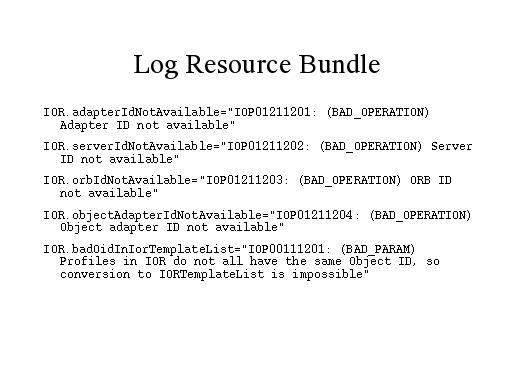 Log Resource Bundle
IOR.adapterIdNotAvailable="IOP01211201: (BAD_OPERATION)
Adapter ID not available"
IOR.serverIdNotAvailable="IOP01211202: (BAD_OPERATION) Server
ID not available"
IOR.orbIdNotAvailable="IOP01211203: (BAD_OPERATION) ORB ID
not available"
IOR.objectAdapterIdNotAvailable="IOP01211204: (BAD_OPERATION)
Object adapter ID not available"
IOR.badOidInIorTemplateList="IOP00111201: (BAD_PARAM)
Profiles in IOR do not all have the same Object ID, so
conversion to IORTemplateList is impossible"